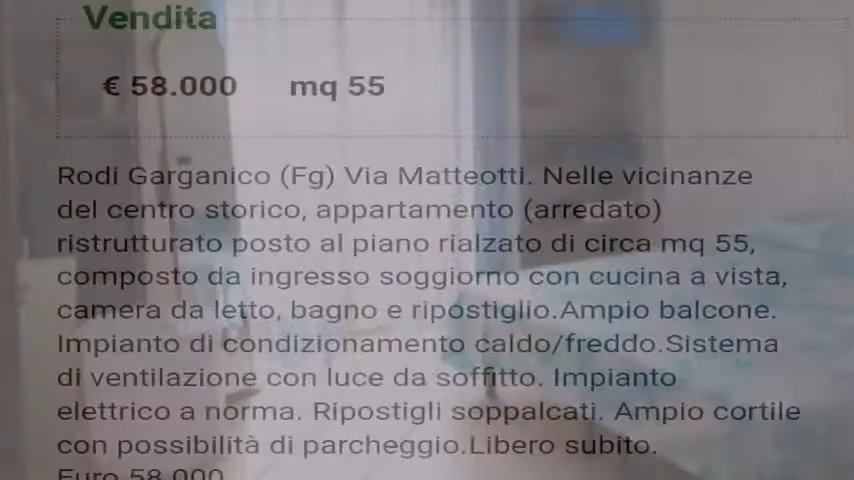 Vendita
€ 58.000 mq 55
Rodi Garganico (Fg) Via Matteotti. Nelle vicinanze
del centro storico, appartamento (arredato)
ristrutturato posto al piano rialzato di circa mq 55,
composto da ingresso soggiorno con cucina a vista,
camera da letto, bagno e ripostiglio.Ampio balcone.
Impianto di condizionamento caldo/freddo.Sistema
di ventilazione con luce da soffitto. Impianto
elettrico a norma. Ripostigli soppalcati. Ampio cortile
con possibilità di parcheggio.Libero subito.
Euro 58.000